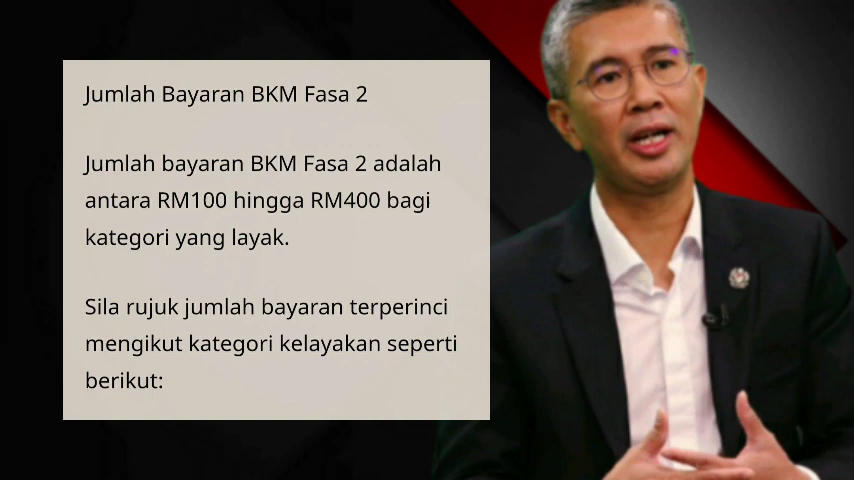 Jumlah Bayaran BKM Fasa 2
Jumlah bayaran BKM Fasa 2 adalah
antara RM100 hingga RM400 bagi
kategori yang layak.
Sila rujuk jumlah bayaran terperinci
mengikut kategori kelayakan seperti
berikut: